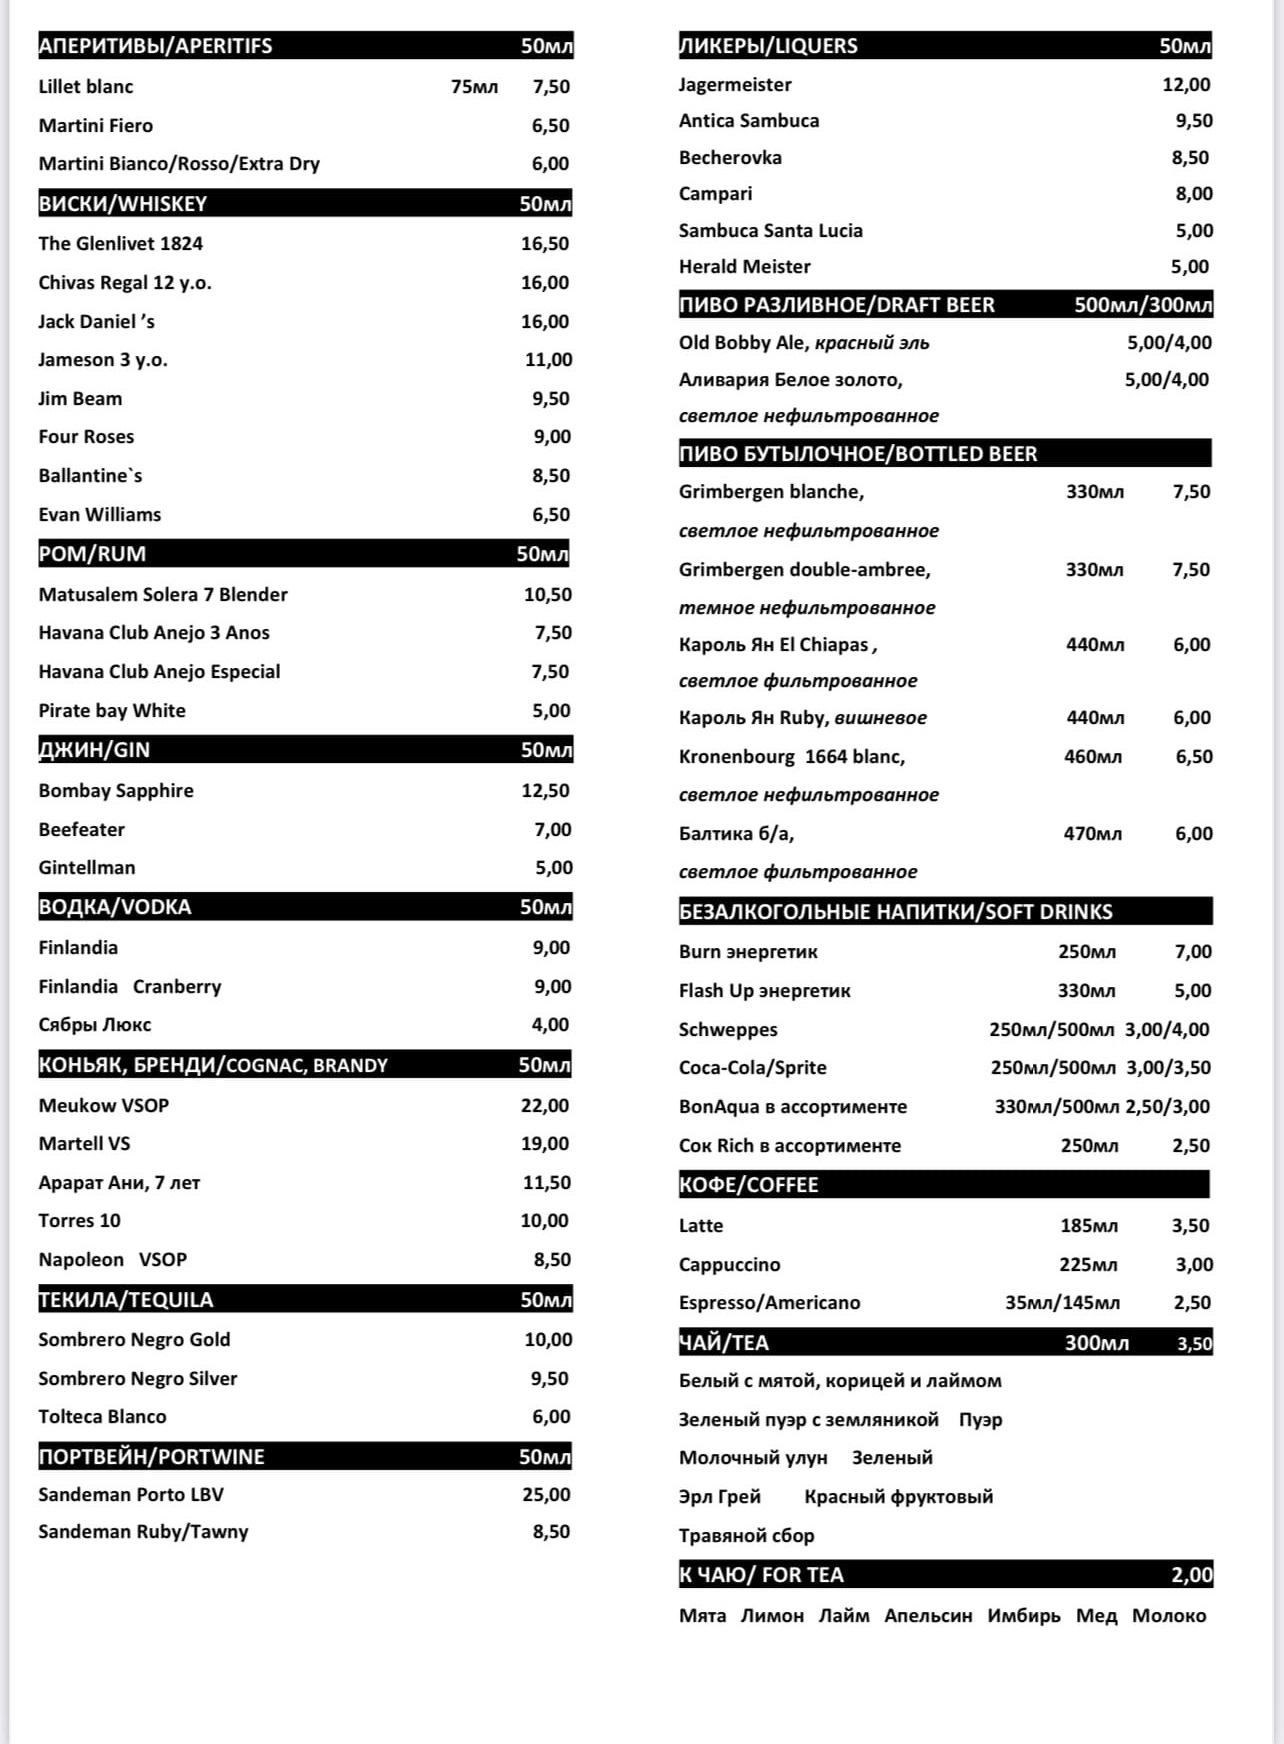 АПЕРИТИВЫ/APERITIFS 50мл
Lillet blanc 75мл 7,50
Martini Fiero 6,50
Martini Bianco/Rosso/Extra Dry 6,00
ВИСКИ/WHISKEY 50мл
The Glenlivet 1824 16,50
Chivas Regal 12 y.o. 16,00
Jack Daniel ’s 16,00
Jameson 3 y.o. 11,00
Jim Beam 9,50
Four Roses 9,00
Ballantine`s 8,50
Evan Williams 6,50
РОМ/RUM 50мл
Matusalem Solera 7 Blender 10,50
Havana Club Anejo 3 Anos 7,50
Havana Club Anejo Especial 7,50
Pirate bay White 5,00
ДЖИН/GIN 50мл
Bombay Sapphire 12,50
Beefeater 7,00
Gintellman 5,00
ВОДКА/VODKA 50мл
Finlandia 9,00
Finlandia Cranberry 9,00
Сябры Люкс 4,00
КОНЬЯК, БРЕНДИ/COGNAC, BRANDY 50мл
Meukow VSOP 22,00
Martell VS 19,00
Арарат Ани, 7 лет 11,50
Torres 10 10,00
Napoleon VSOP 8,50
ТЕКИЛА/TEQUILA 50мл
Sombrero Negro Gold 10,00
Sombrero Negro Silver 9,50
Tolteca Blanco 6,00
ПОРТВЕЙН/PORTWINE 50мл
Sandeman Porto LBV 25,00
Sandeman Ruby/Tawny 8,50
ЛИКЕРЫ/LIQUERS 50мл
Jagermeister 12,00
Antica Sambuca 9,50
Becherovka 8,50
Campari 8,00
Sambuca Santa Lucia 5,00
Herald Meister 5,00
ПИВО РАЗЛИВНОЕ/DRAFT BEER 500мл/300мл
Old Bobby Ale, красный эль 5,00/4,00
Аливария Белое золото, 5,00/4,00
светлое нефильтрованное
ПИВО БУТЫЛОЧНОЕ/BOTTLED BEER
Grimbergen blanche, 330мл 7,50
светлое нефильтрованное
Grimbergen double-ambree, 330мл 7,50
темное нефильтрованное
Кароль Ян El Chiapas , 440мл 6,00
светлое фильтрованное
Кароль Ян Ruby, вишневое 440мл 6,00
Kronenbourg 1664 blanc, 460мл 6,50
светлое нефильтрованное
Балтика б/а, 470мл 6,00
светлое фильтрованное
БЕЗАЛКОГОЛЬНЫЕ НАПИТКИ/SOFT DRINKS
Burn энергетик 250мл 7,00
Flash Up энергетик 330мл 5,00
Schweppes 250мл/500мл 3,00/4,00
Coca-Cola/Sprite 250мл/500мл 3,00/3,50
BonAqua в ассортименте 330мл/500мл 2,50/3,00
Сок Rich в ассортименте 250мл 2,50
КОФЕ/COFFEE
Latte 185мл 3,50
Cappuccino 225мл 3,00
Espresso/Americano 35мл/145мл 2,50
ЧАЙ/TEA 300мл 3,50
Белый с мятой, корицей и лаймом
Зеленый пуэр с земляникой Пуэр
Молочный улун Зеленый
Эрл Грей Красный фруктовый
Травяной сбор
К ЧАЮ/ FOR TEA 2,00
Мята Лимон Лайм Апельсин Имбирь Мед Молоко